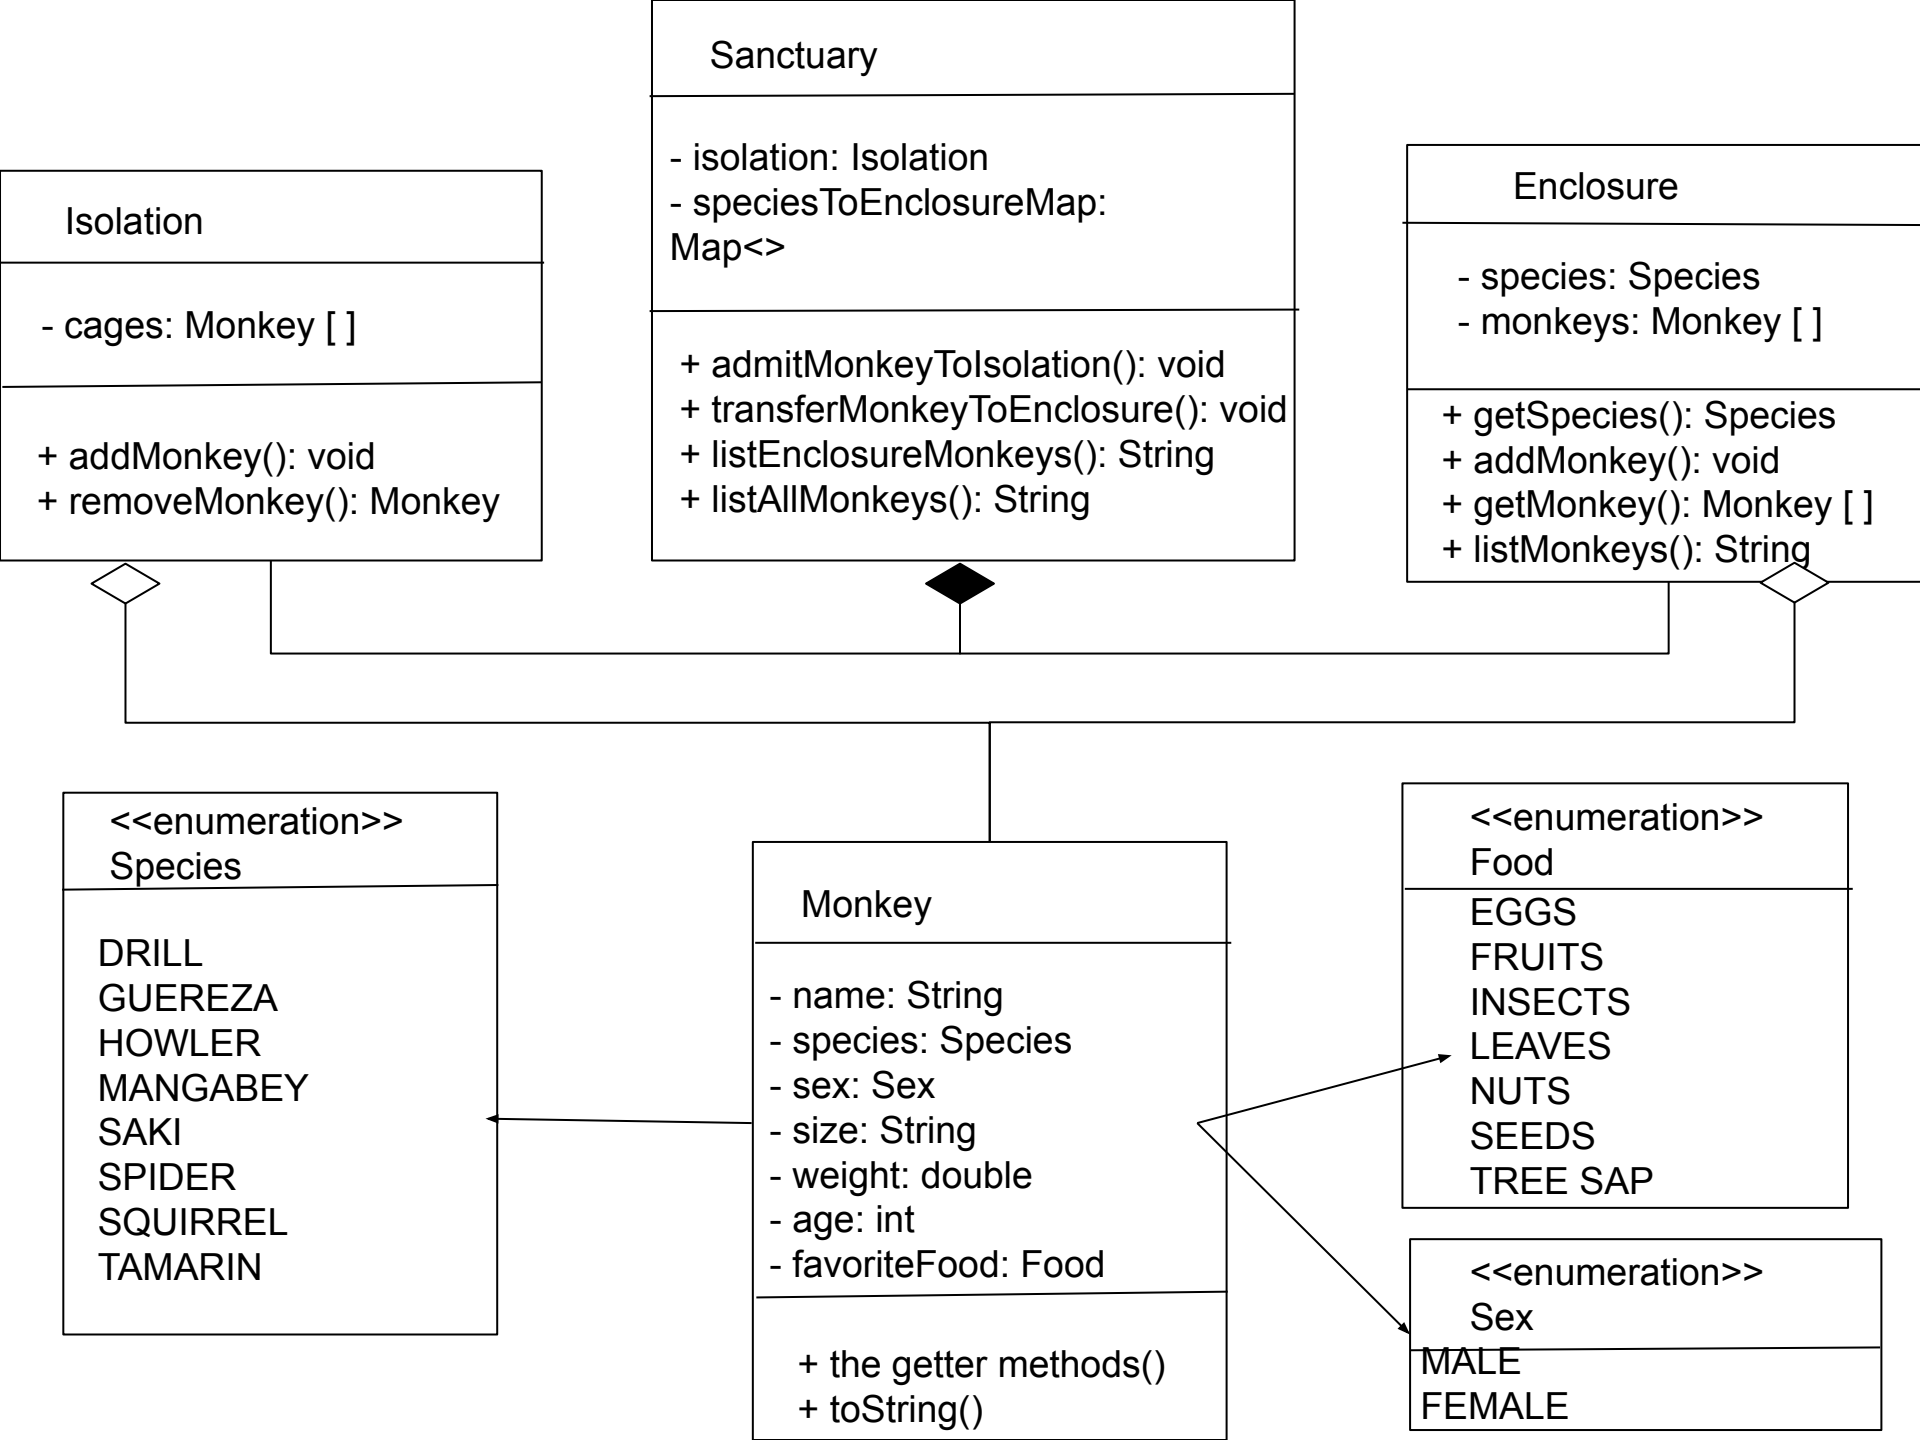 Sanctuary
- isolation: Isolation
- speciesToEnclosureMap:
Map<>
+ admitMonkeyToIsolation(): void
+ transferMonkeyToEnclosure(): void
+ listEnclosureMonkeys(): String
+ listAllMonkeys(): String
Isolation
- cages: Monkey [ ]
+ addMonkey(): void
+ removeMonkey(): Monkey
Enclosure
- species: Species
- monkeys: Monkey [ ]
+ getSpecies(): Species
+ addMonkey(): void
+ getMonkey(): Monkey [ ]
+ listMonkeys(): String
<<enumeration>>
Species
DRILL
GUEREZA
HOWLER
MANGABEY
SAKI
SPIDER
SQUIRREL
TAMARIN
Monkey
- name: String
- species: Species
- sex: Sex
- size: String
- weight: double
- age: int
- favoriteFood: Food
+ the getter methods()
+ toString()
<<enumeration>>
Food
EGGS
FRUITS
INSECTS
LEAVES
NUTS
SEEDS
TREE SAP
<<enumeration>>
Sex
MALE
FEMALE